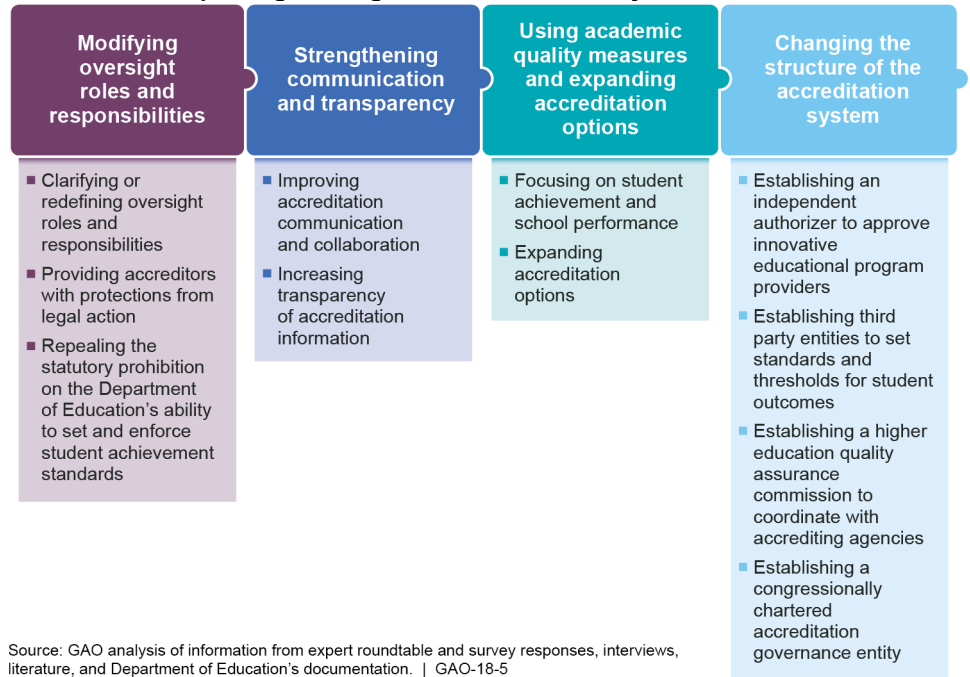 Modifying
oversight
roles and
responsibilities
Clarifying or
redefining oversight
roles and
responsibilities
Providing accreditors
with protections from
legal action
Repealing the
statutory prohibition
on the Department
of Education's ability
to set and enforce
student achievement
standards
Strengthening
communication
and transparency
Improving
accreditation
communication
and collaboration
Increasing
transparency
of accreditation
information
Using academic
quality measures
and expanding
accreditation
options
Focusing on student
achievement and
school performance
Expanding
accreditation
options
Changing the
structure of the
accreditation
system
Establishing an
independent
authorizer to approve
innovative
educational program
providers
Establishing third
party entities to set
standards and
thresholds for student
outcomes
Establishing a higher
education quality
assurance
commission to
coordinate with
accrediting agencies
Establishing a
congressionally
chartered
accreditation
governance entity
Source: GAO analysis of information from expert roundtable and survey responses, interviews,
literature, and Department of Education's documentation. | GAO-18-5